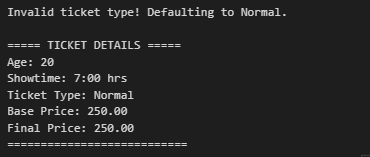 Invalid ticket type! Defaulting to Normal.
===== TICKET DETAILS =====
Age: 20
Showtime: 7:00 hrs
Ticket Type: Normal
Base Price: 250.00
Final Price: 250.00
===========================